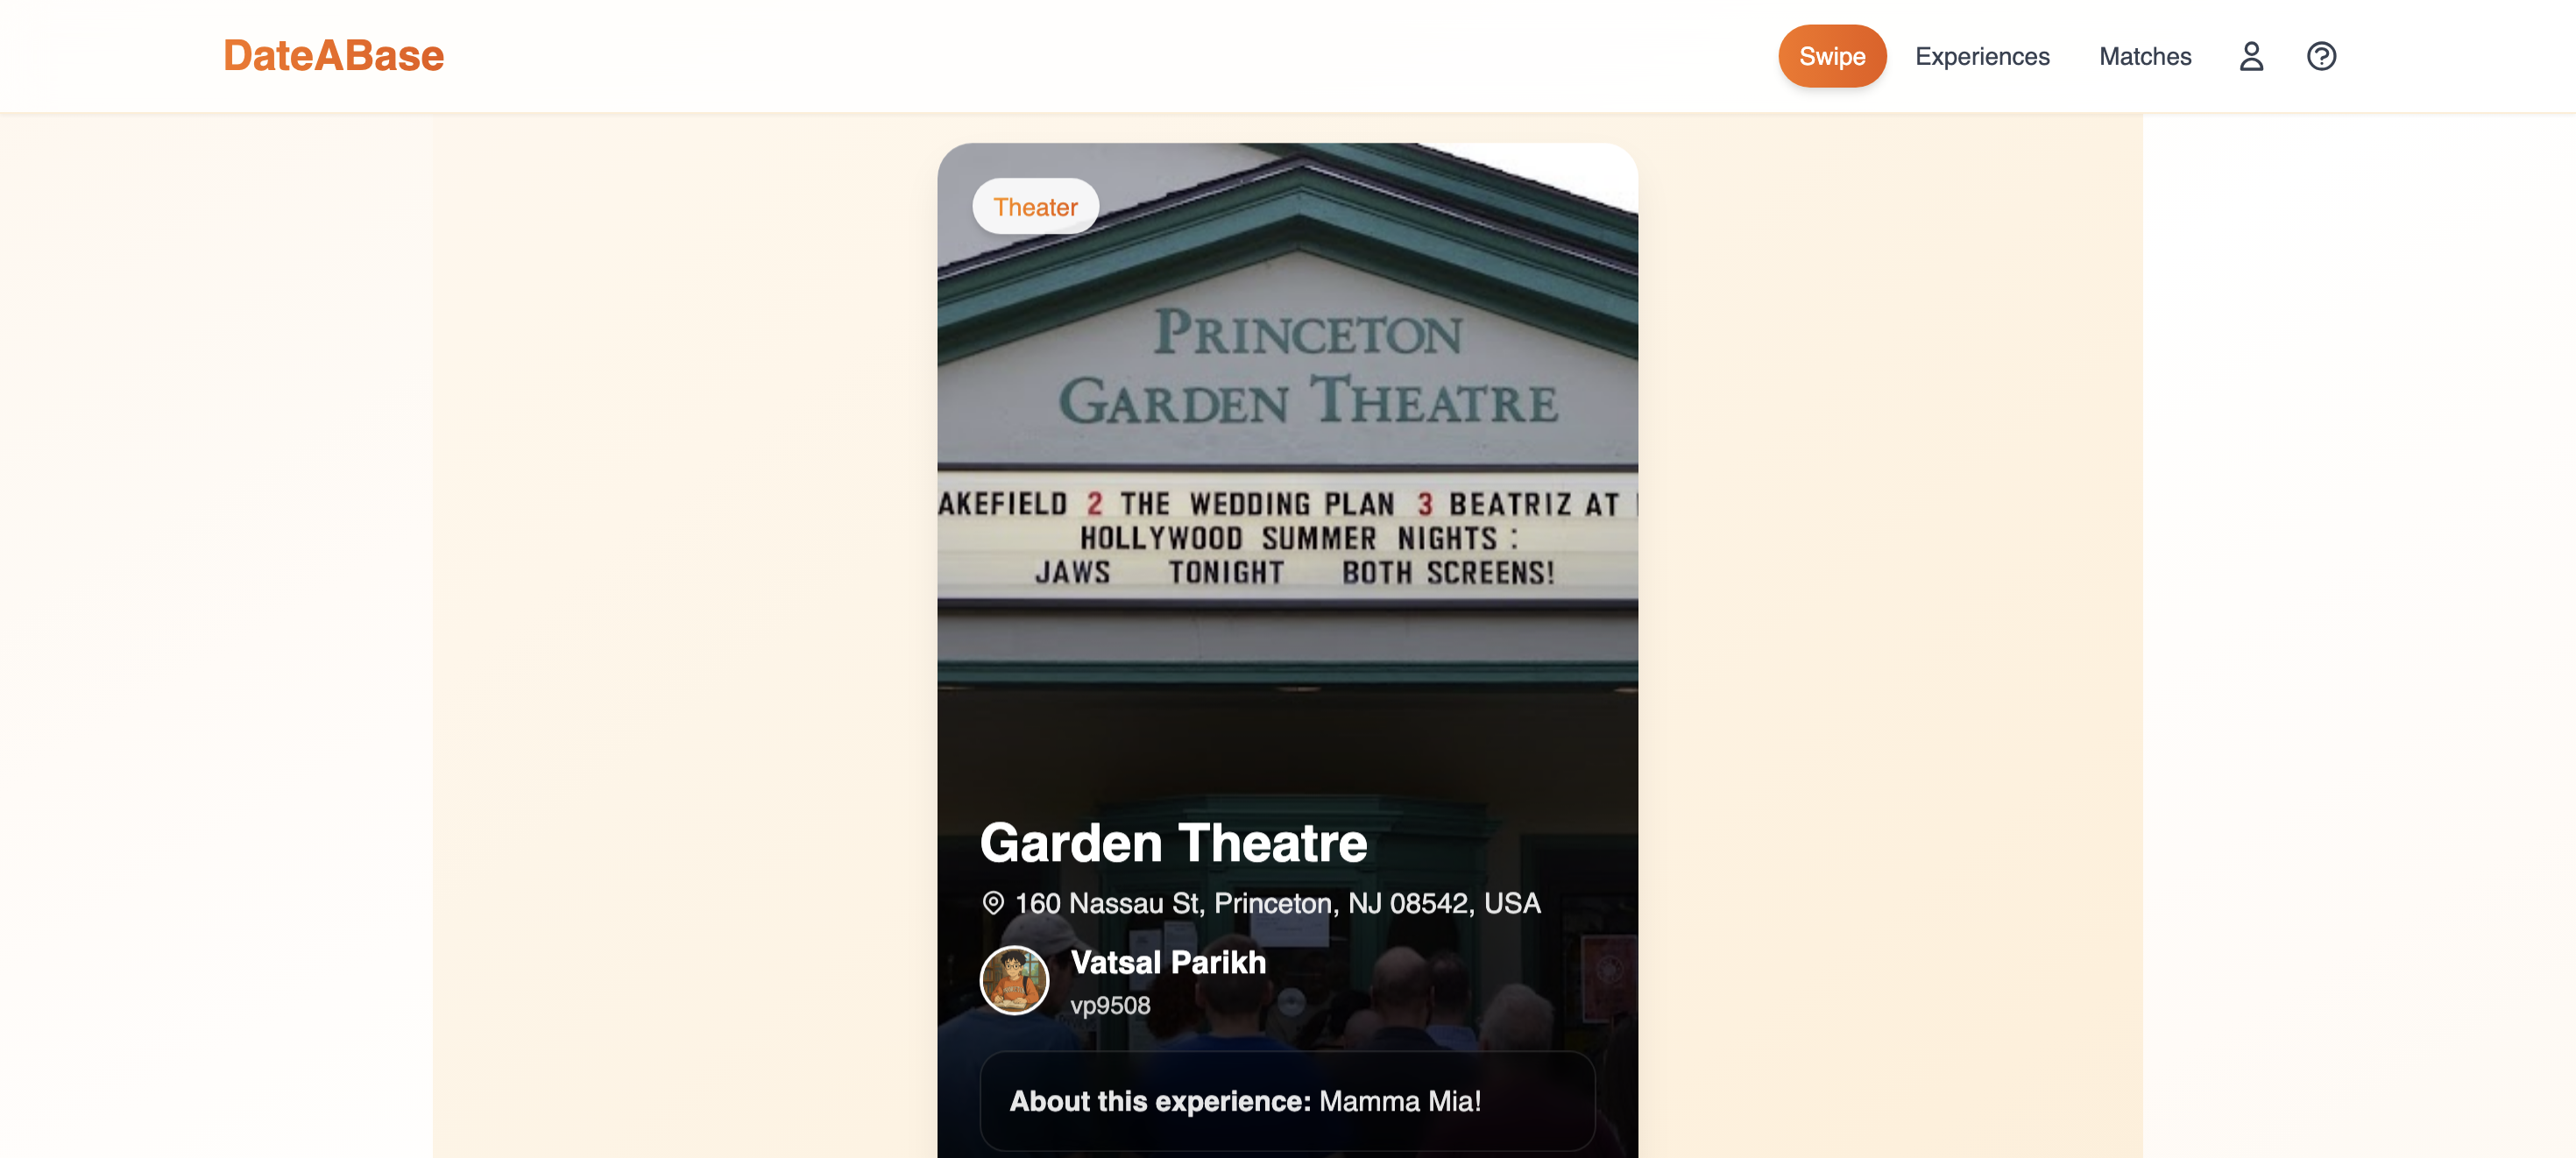 DateABase
Swipe
Experiences
Matches
Theater
PRINCETON
GARDEN THEATRE
AKEFIELD 2 THE WEDDING PLAN 3 BEATRIZ AT
HOLLYWOOD SUMMER NIGHTS :
JAWS TONIGHT BOTH SCREENS!
Garden Theatre
160 Nassau St, Princeton, NJ 08542, USA
Vatsal Parikh
vp9508
About this experience: Mamma Mia!